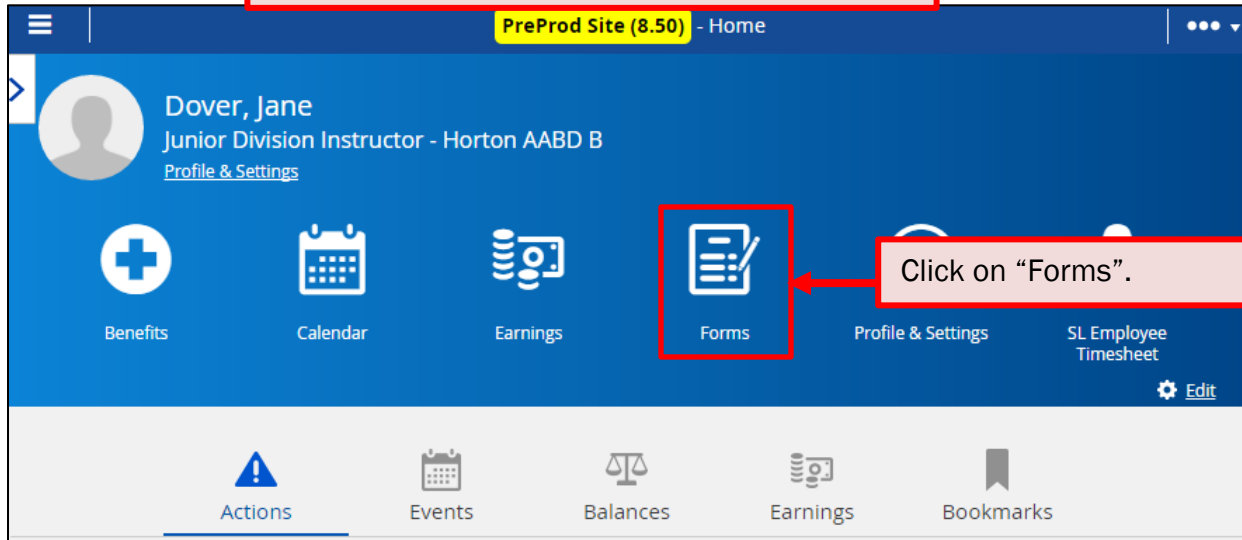 PreProd Site (8.50) - Home
Dover, Jane
Junior Division Instructor - Horton AABD B
Profile & Settings
Click on “Forms”.
Benefits
Calendar
Earnings
Forms
Profile & Settings
SL Employee
Timesheet
Edit
Actions
Events
Balances
Earnings
Bookmarks